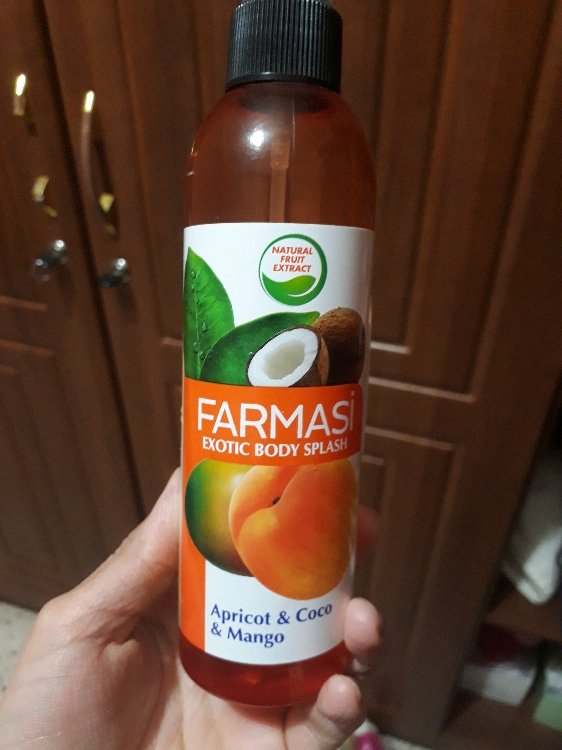 NATURAL
FRUIT
EXTRACT
FARMASİ
EXOTIC BODY SPLASH
Apricot & Coco
& Mango